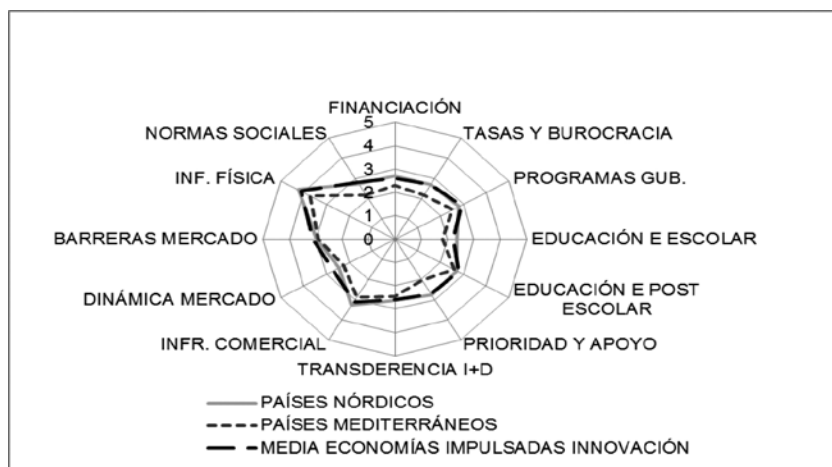 FINANCIACIÓN
5
NORMAS SOCIALES
TASAS Y BUROCRACIA
4
3
INF. FÍSICA
PROGRAMAS GUB.
2
1
BARRERAS MERCADO
0
EDUCACIÓN E ESCOLAR
DINÁMICA MERCADO
EDUCACIÓN E POST
ESCOLAR
INFR. COMERCIAL
PRIORIDAD Y APOYO
TRANSDERENCIA I+D
PAÍSES NÓRDICOS
PAÍSES MEDITERRÁNEOS
MEDIA ECONOMÍAS IMPULSADAS INNOVACIÓN